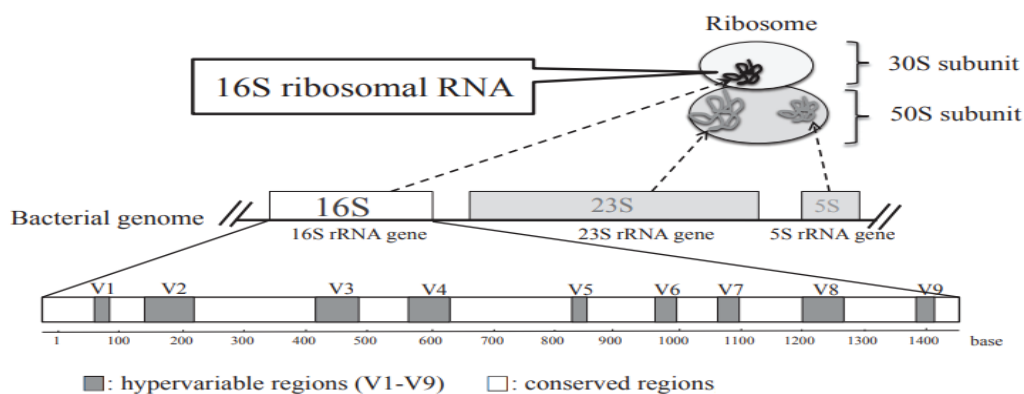 Ribosome
16S ribosomal RNA
30S subunit
50S subunit
Bacterial genome
16S
23S
5S
16S rRNA gene
23S rRNA gene
5S rRNA gene
V1 V2 V3 V4 V5 V6 V7 V8 V9
1 100 200 300 400 500 600 700 800 900 1000 1100 1200 1300 1400 base
: hypervariable regions (V1-V9) : conserved regions